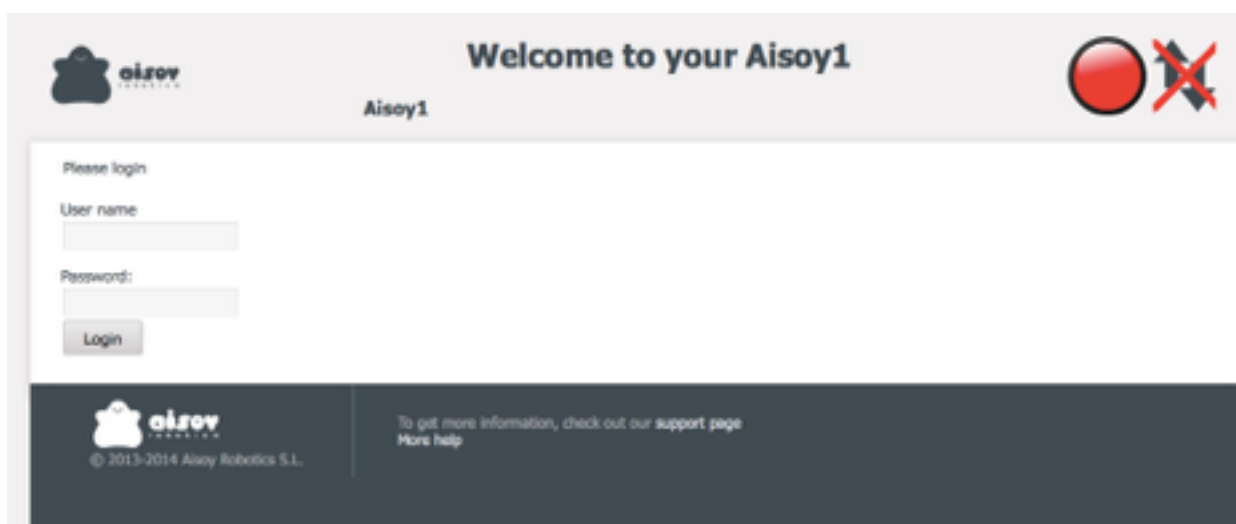 aisoy
Welcome to your Aisoy1
Aisoy1
Please login
User name
Password:
Login
aisoy
© 2013-2014 Aisoy Robotics S.L.
To get more information, check out our support page
More help